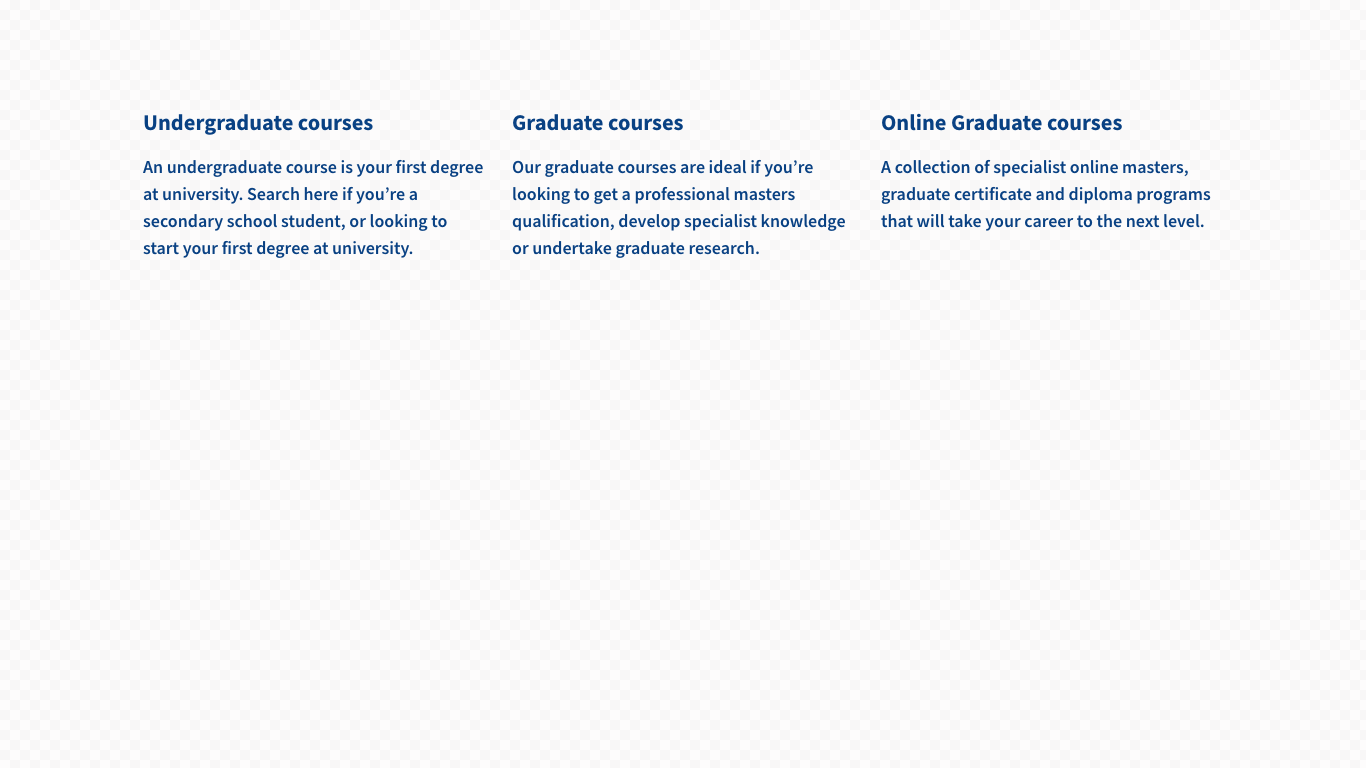 Undergraduate courses
An undergraduate course is your first degree
at university. Search here if you’re a
secondary school student, or looking to
start your first degree at university.
Graduate courses
Our graduate courses are ideal if you’re
looking to get a professional masters
qualification, develop specialist knowledge
or undertake graduate research.
Online Graduate courses
A collection of specialist online masters,
graduate certificate and diploma programs
that will take your career to the next level.